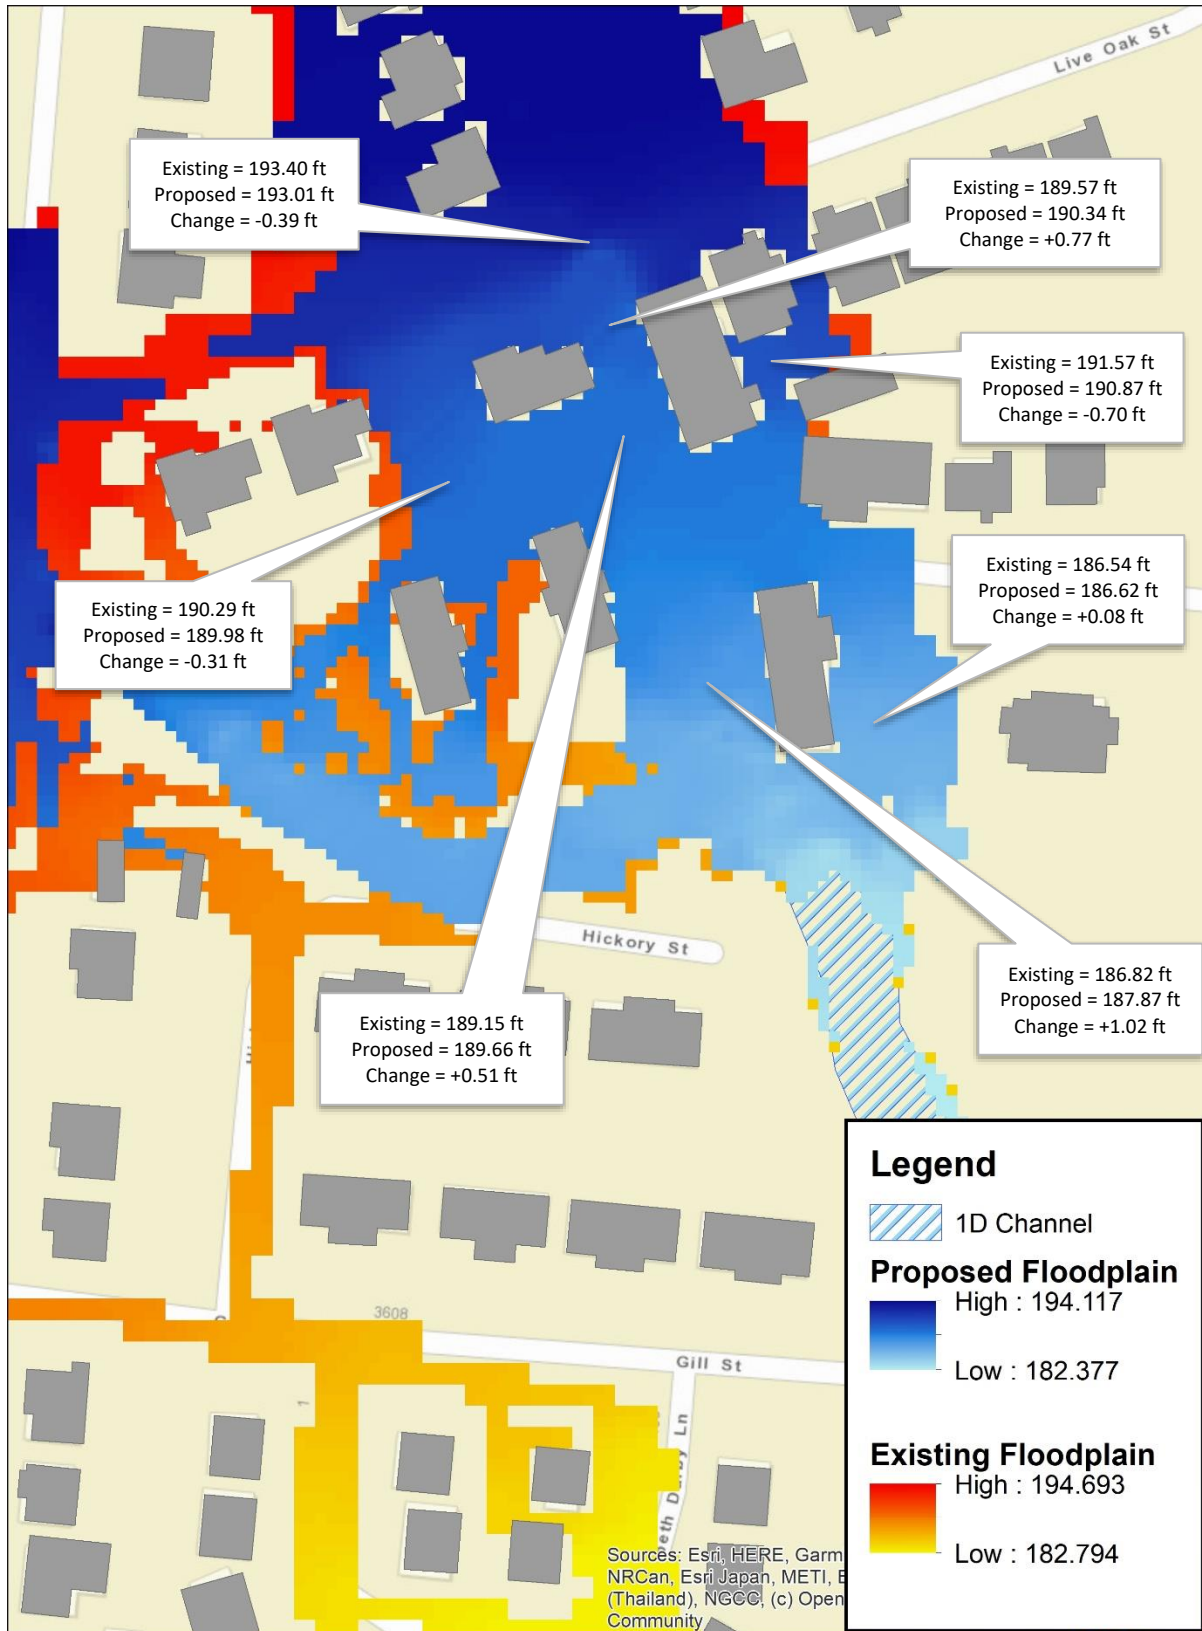 Live Oak St
Existing = 193.40 ft
Proposed = 193.01 ft
Change = -0.39 ft
Existing = 189.57 ft
Proposed = 190.34 ft
Change = +0.77 ft
Existing = 191.57 ft
Proposed = 190.87 ft
Change = -0.70 ft
Existing = 186.54 ft
Proposed = 186.62 ft
Change = +0.08 ft
Existing = 190.29 ft
Proposed = 189.98 ft
Change = -0.31 ft
Hickory St
Existing = 186.82 ft
Proposed = 187.87 ft
Change = +1.02 ft
Existing = 189.15 ft
Proposed = 189.66 ft
Change = +0.51 ft
3608
Gill St
1
Legend
1D Channel
Proposed Floodplain
High : 194.117
Low : 182.377
Existing Floodplain
High : 194.693
Low : 182.794
Ln
Sources: Esri, HERE, Garm
NRCan, Esri Japan, METI, E
(Thailand), NGCC, (c) Open
Community